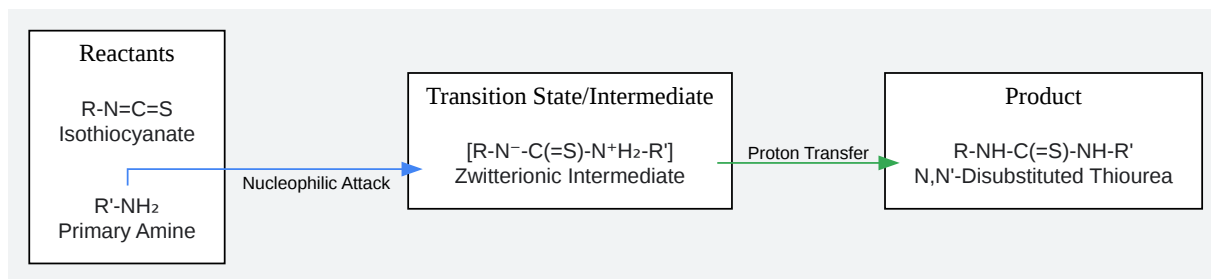 Reactants
R-N=C=S
Isothiocyanate
R'-NH₂
Primary Amine
Nucleophilic Attack
Transition State/Intermediate
[R-N⁻-C(=S)-N⁺H₂-R']
Zwitterionic Intermediate
Proton Transfer
Product
R-NH-C(=S)-NH-R'
N,N'-Disubstituted Thiourea